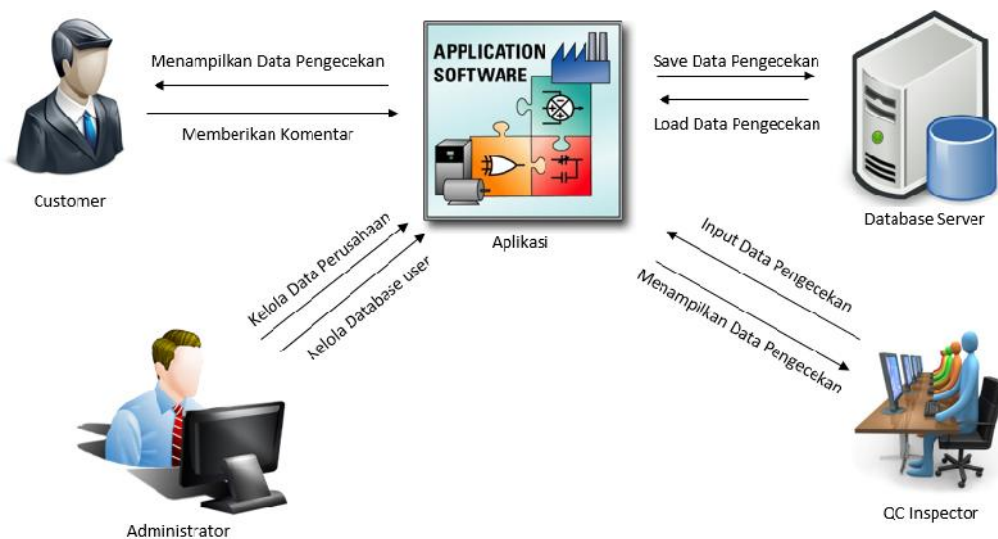 Menampilkan Data Pengecekan
Memberikan Komentar
Customer
APPLICATION
SOFTWARE
Aplikasi
Save Data Pengecekan
Load Data Pengecekan
Database Server
Kelola Data Perusahaan
Kelola Database user
Administrator
Input Data Pengecekan
Menampilkan Data Pengecekan
QC Inspector